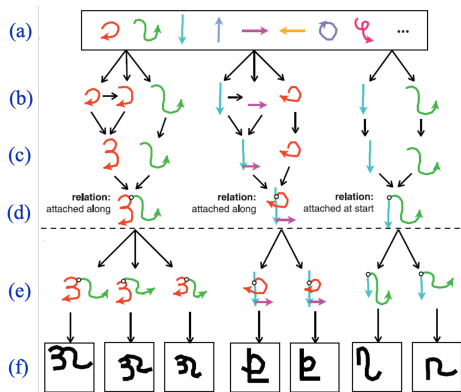 (a) ...
(b)
(c)
relation: relation: relation:
(d) attached along attached along attached at start
(e)
(f)